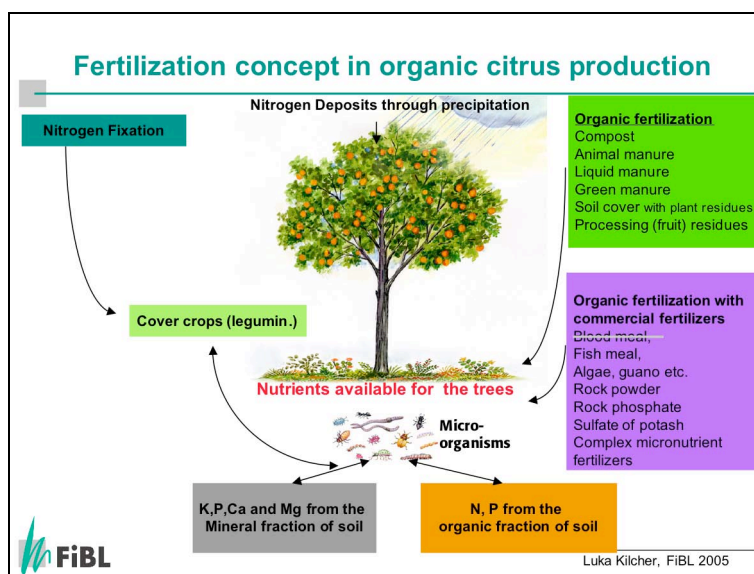 Fertilization concept in organic citrus production
Nitrogen Deposits through precipitation
Nitrogen Fixation
Organic fertilization
Compost
Animal manure
Liquid manure
Green manure
Soil cover with plant residues
Processing (fruit) residues
Cover crops (legumin.)
Organic fertilization with
commercial fertilizers
Blood meal,
Fish meal,
Algae, guano etc.
Rock powder
Rock phosphate
Sulfate of potash
Complex micronutrient
fertilizers
Nutrients available for the trees
Micro-
organisms
K,P,Ca and Mg from the
Mineral fraction of soil
N, P from the
organic fraction of soil
FiBL
Luka Kilcher, FiBL 2005